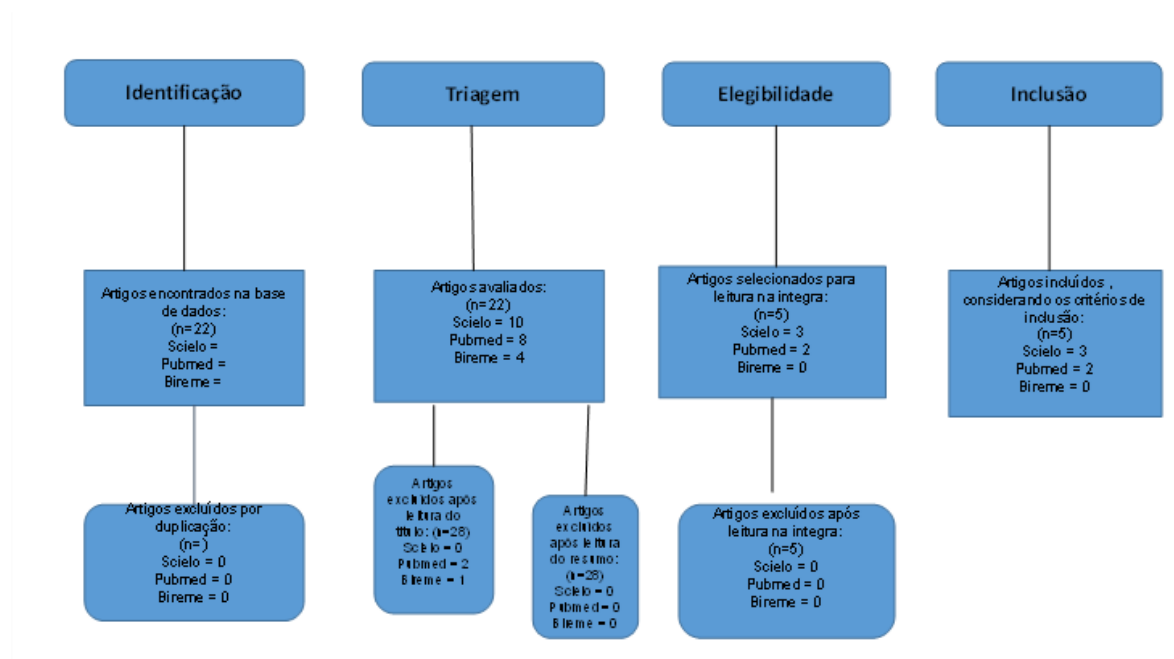 Identificação
Triagem
Elegibilidade
Inclusão
Artigos encontrados na base
de dados:
(n=22)
Scielo =
Pubmed =
Bireme =
Artigos avaliados:
(n=22)
Scielo = 10
Pubmed = 8
Bireme = 4
Artigos selecionados para
leitura na integra:
(n=5)
Scielo = 3
Pubmed = 2
Bireme = 0
Artigos incluídos ,
considerando os critérios de
inclusão:
(n=5)
Scielo = 3
Pubmed = 2
Bireme = 0
Artigos excluídos por
duplicação:
(n=)
Scielo = 0
Pubmed = 0
Bireme = 0
Artigos
excluídos após
leitura do
título: (n=28)
Scielo = 0
Pubmed = 2
Bireme = 1
Artigos
excluídos
após leitura
do resumo:
(n=28)
Scielo = 0
Pubmed = 0
Bireme = 0
Artigos excluídos após
leitura na integra:
(n=5)
Scielo = 0
Pubmed = 0
Bireme = 0